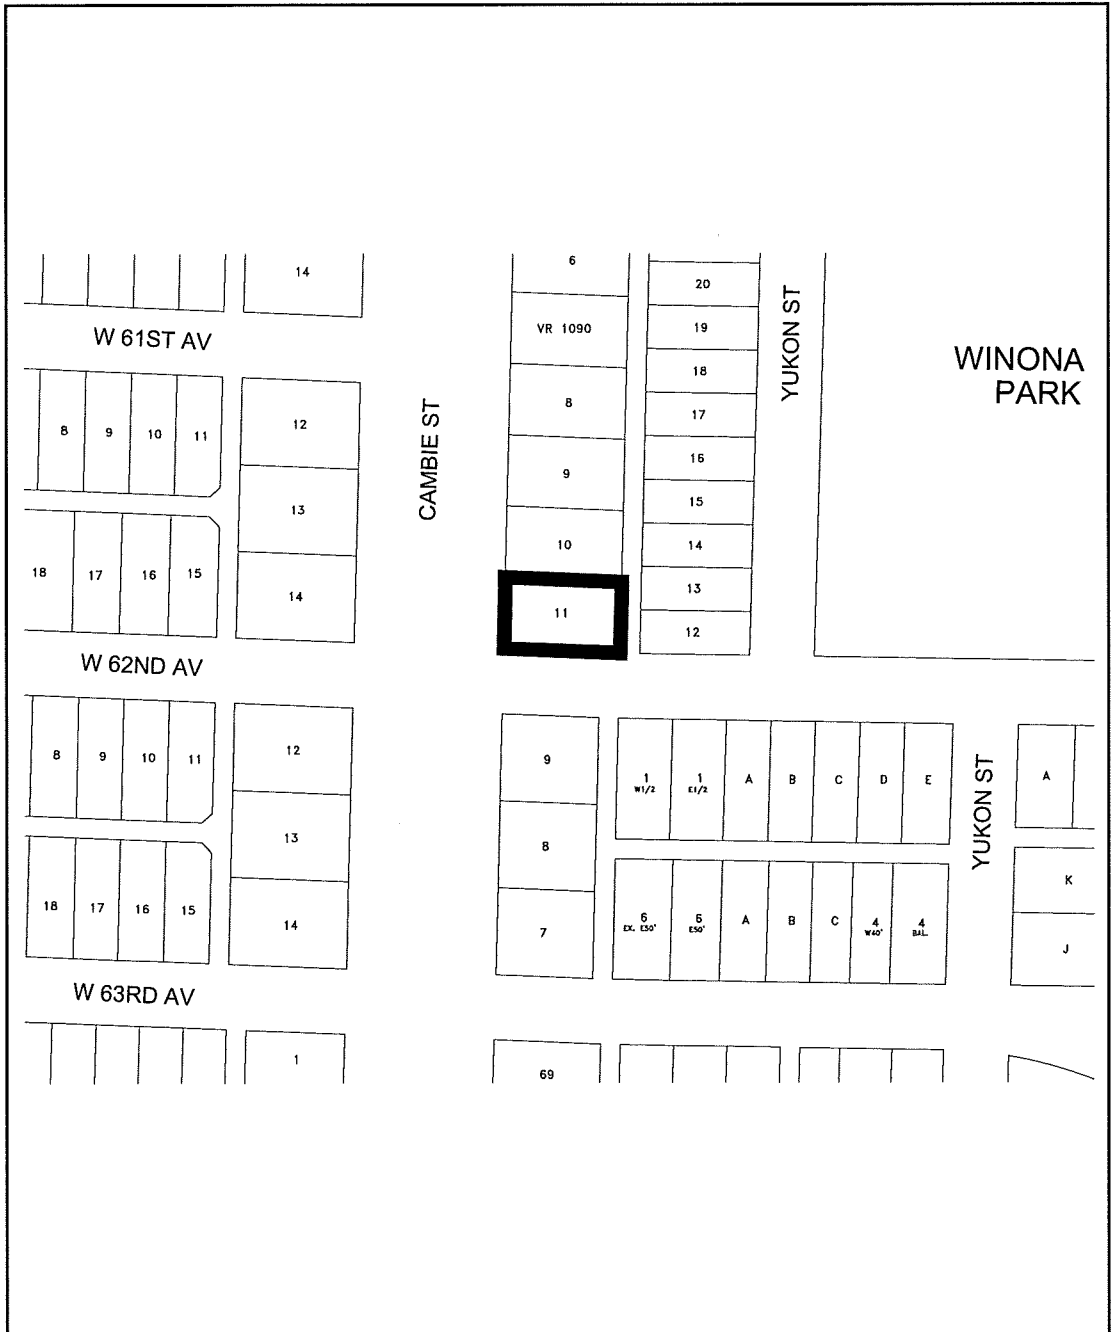 14
6
20
W 61ST AV
VR 1090
19
YUKON ST
WINONA
PARK
18
8
17
CAMBIE ST
8 9 10 11
12
16
9
15
13
10
14
18 17 16 15
14
13
11
12
W 62ND AV
8 9 10 11
12
9
1
W1/2
1
E1/2
A B C D E
YUKON ST
A
13
8
K
18 17 16 15
14
7
6
EX. E50'
5
E50'
A B C
4
W40'
4
BAL.
J
W 63RD AV
1
69